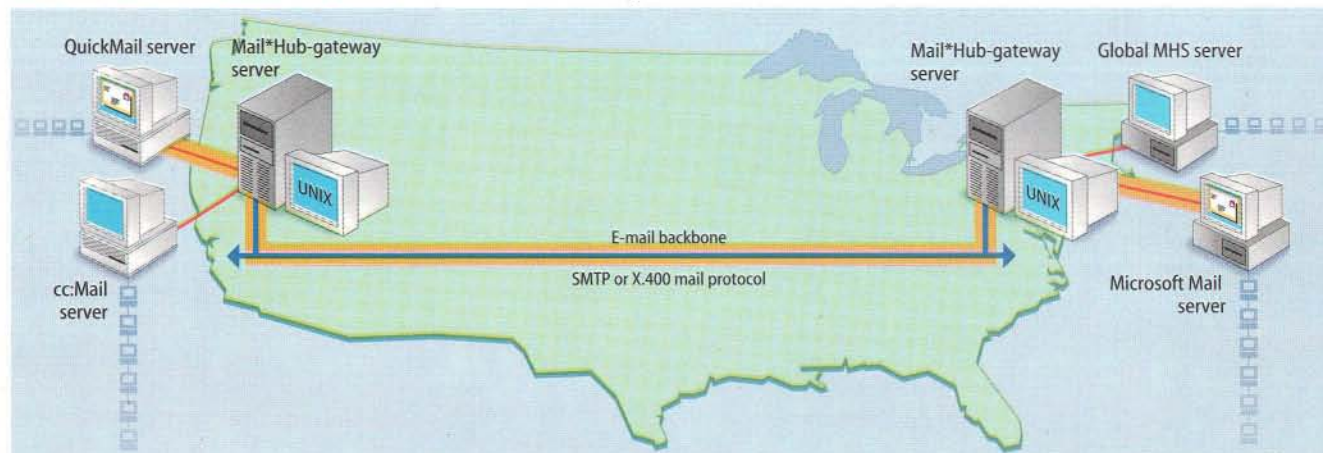 QuickMail server
Mail*Hub-gateway
server
Mail*Hub-gateway
server
Global MHS server
UNIX
UNIX
E-mail backbone
SMTP or X.400 mail protocol
cc:Mail
server
Microsoft Mail
server